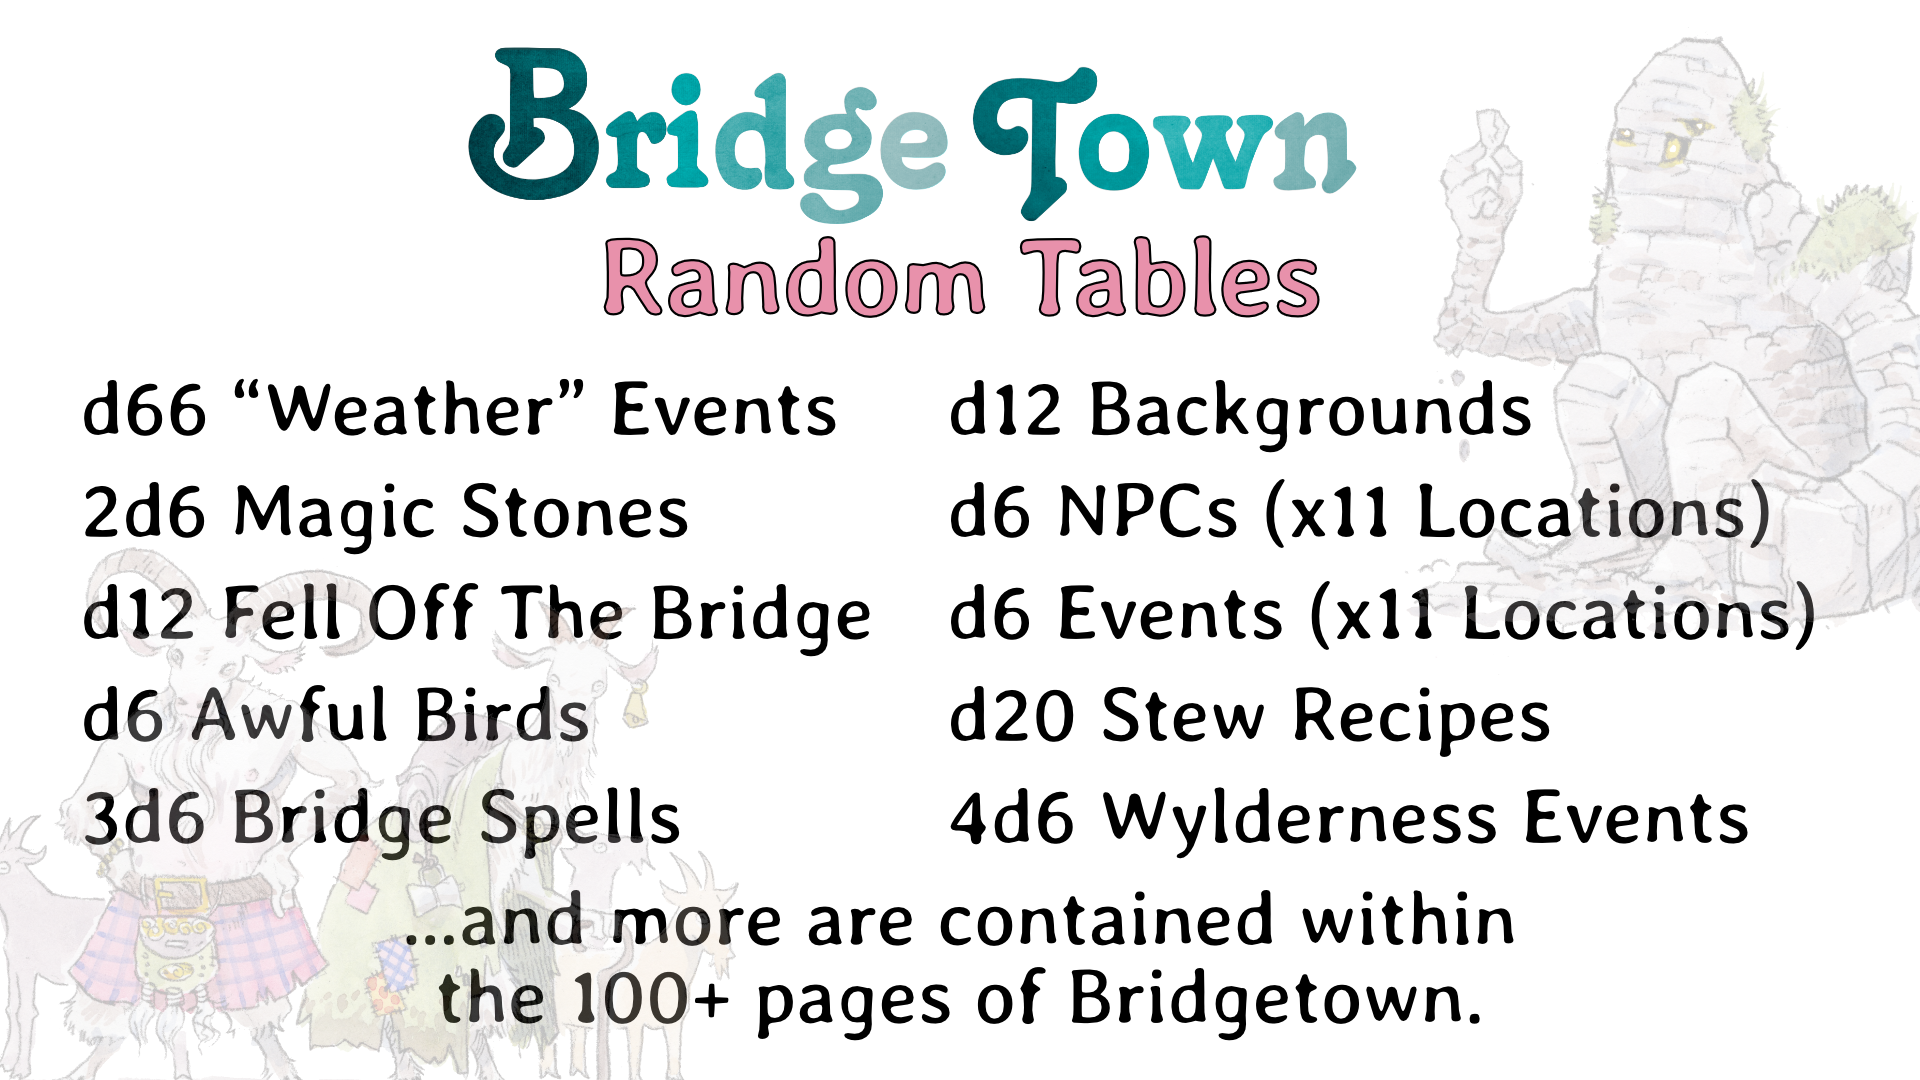 Bridge Town
Random Tables
d66 “Weather” Events
2d6 Magic Stones
d12 Fell Off The Bridge
d6 Awful Birds
3d6 Bridge Spells
d12 Backgrounds
d6 NPCs (x11 Locations)
d6 Events (x11 Locations)
d20 Stew Recipes
4d6 Wylderness Events
...and more are contained within
the 100+ pages of Bridgetown.